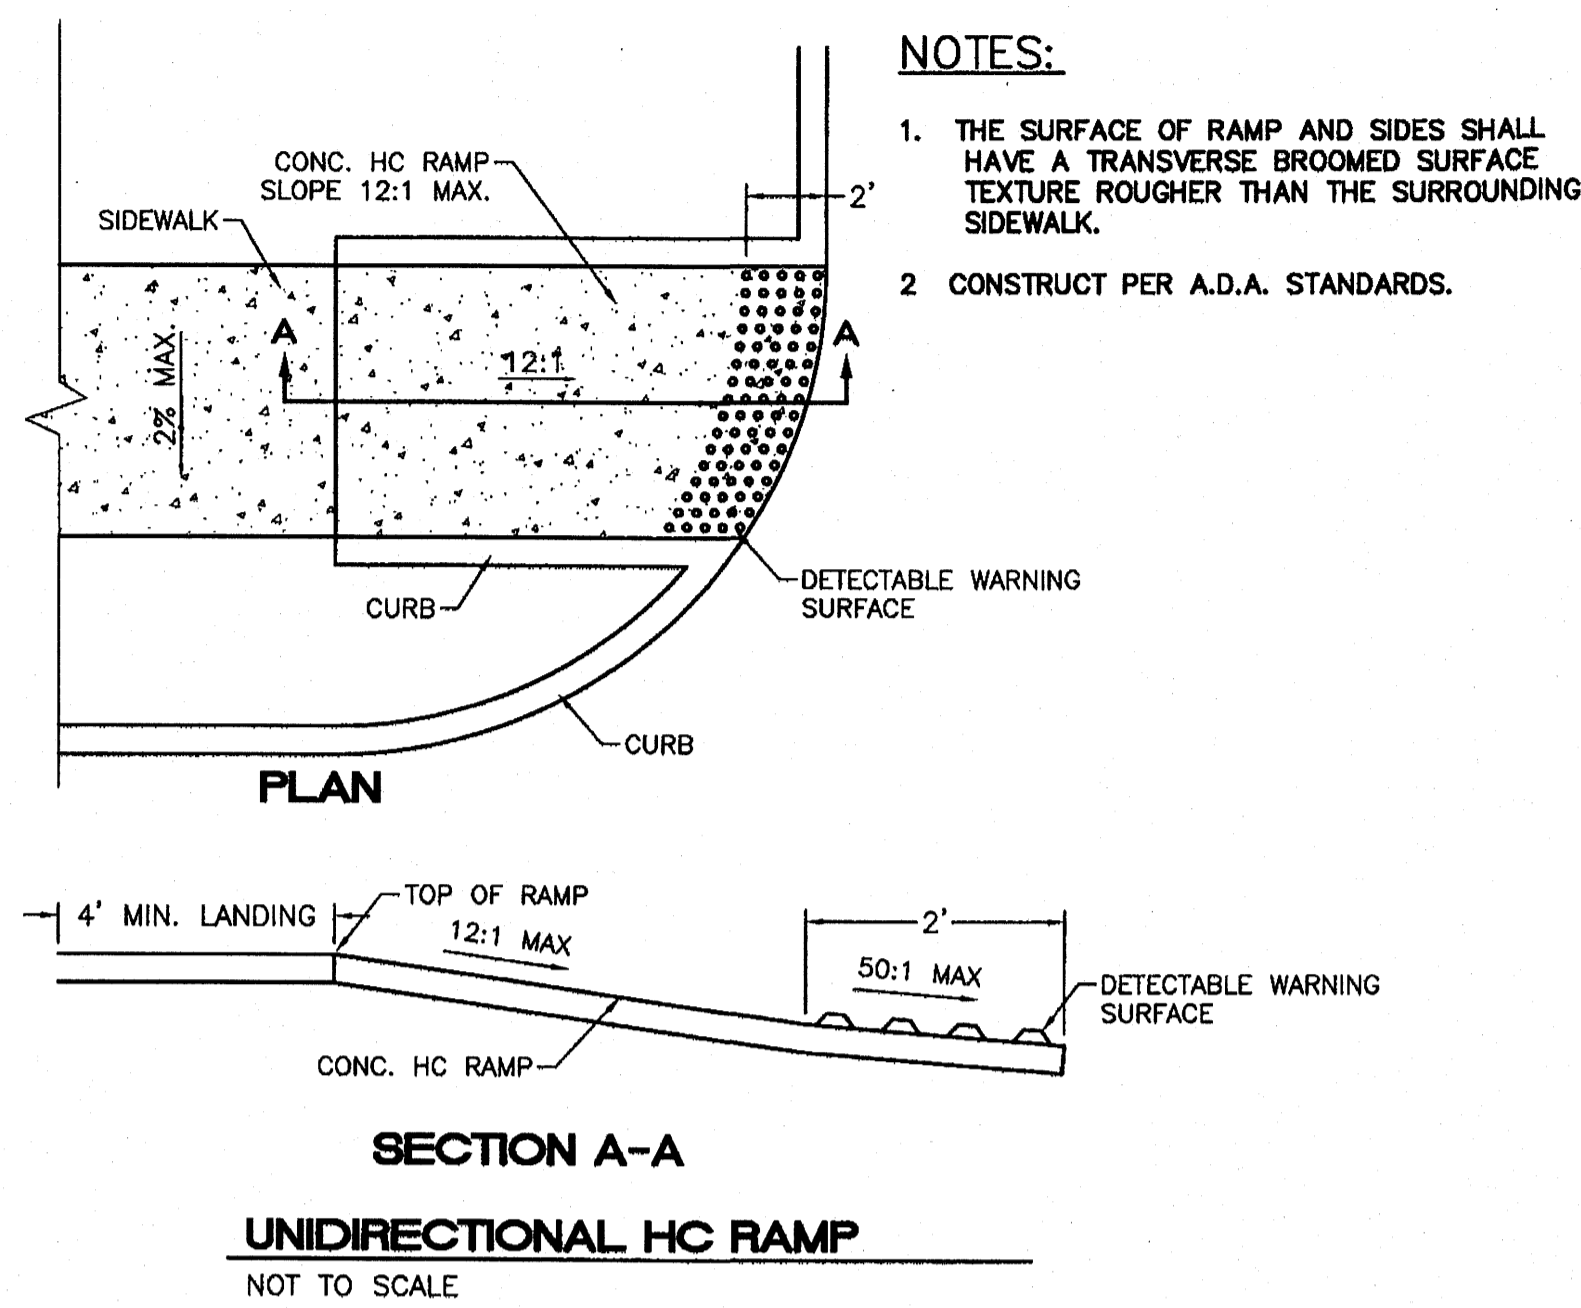 NOTES:
1. THE SURFACE OF RAMP AND SIDES SHALL
HAVE A TRANSVERSE BROOMED SURFACE
TEXTURE ROUGHER THAN THE SURROUNDING
SIDEWALK.
2 CONSTRUCT PER A.D.A. STANDARDS.
CONC. HC RAMP
SLOPE 12:1 MAX.
2'
SIDEWALK
A
A
12:1
2% MAX.
CURB
DETECTABLE WARNING
SURFACE
CURB
PLAN
4' MIN. LANDING
TOP OF RAMP
12:1 MAX
2'
50:1 MAX
DETECTABLE WARNING
SURFACE
CONC. HC RAMP
SECTION A-A
UNIDIRECTIONAL HC RAMP
NOT TO SCALE